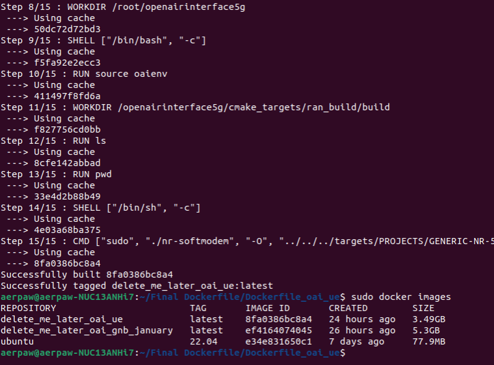 Step 8/15 : WORKDIR /root/openairinterface5g
 ---> Using cache
 ---> 50dc72d72bd3
Step 9/15 : SHELL ["/bin/bash", "-c"]
 ---> Using cache
 ---> f5fa92e2ecc3
Step 10/15 : RUN source oaienv
 ---> Using cache
 ---> 411497f8fd6a
Step 11/15 : WORKDIR /openairinterface5g/cmake_targets/ran_build/build
 ---> Using cache
 ---> f827756cd0bb
Step 12/15 : RUN ls
 ---> Using cache
 ---> 8cfe142abbad
Step 13/15 : RUN pwd
 ---> Using cache
 ---> 33e4d2b88b49
Step 14/15 : SHELL ["/bin/sh", "-c"]
 ---> Using cache
 ---> 4e03a68ba375
Step 15/15 : CMD ["sudo", "./nr-softmodem", "-O", "../../../targets/PROJECTS/GENERIC-NR-5
 ---> Using cache
 ---> 8fa0386bc8a4
Successfully built 8fa0386bc8a4
Successfully tagged delete_me_later_oai_ue:latest
aerpaw@aerpaw-NUC13ANHi7:~/Final Dockerfile/Dockerfile_oai_ue$ sudo docker images
REPOSITORY TAG IMAGE ID CREATED SIZE
delete_me_later_oai_ue latest 8fa0386bc8a4 24 hours ago 3.49GB
delete_me_later_oai_gnb_january latest ef4164074045 26 hours ago 5.3GB
ubuntu 22.04 e34e831650c1 7 days ago 77.9MB
aerpaw@aerpaw-NUC13ANHi7:~/Final Dockerfile/Dockerfile_oai_ue$